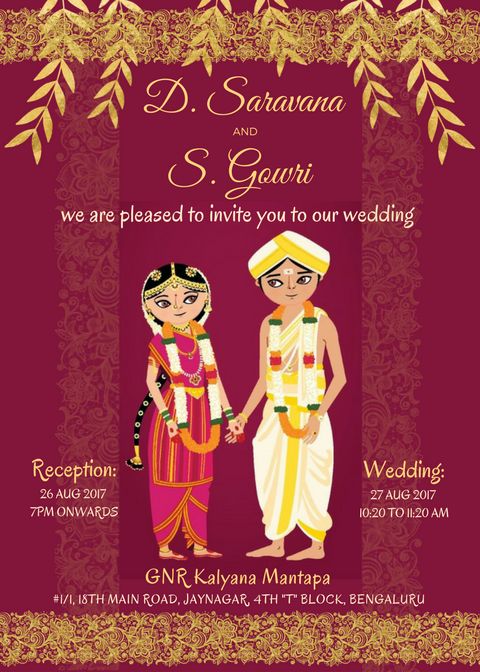 D. Saravana
AND
S. Gowri
we are pleased to invite you to our wedding
Reception:
26 AUG 2017
7PM ONWARDS
Wedding:
27 AUG 2017
10:20 TO 11:20 AM
GNR Kalyana Mantapa
#1/1, 18TH MAIN ROAD, JAYNAGAR, 4TH "T" BLOCK, BENGALURU